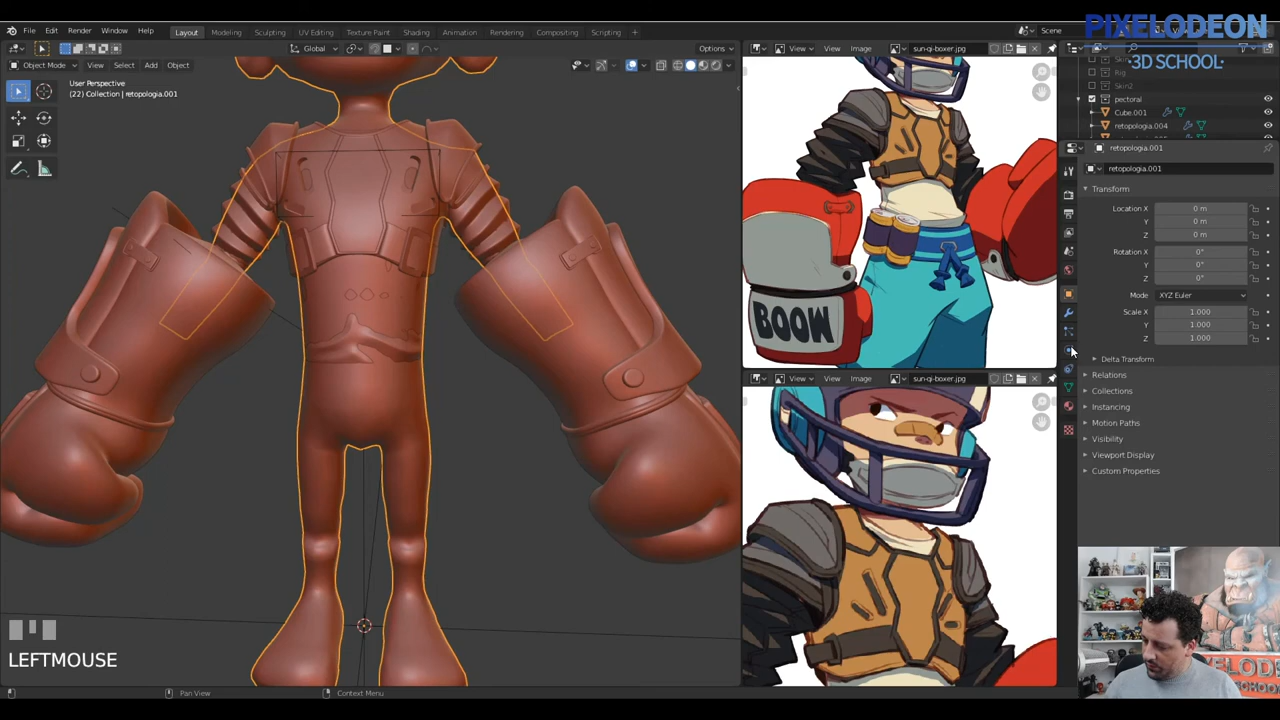 File Edit Render Window Help Layout Modeling Sculpting UV Editing Texture Paint Shading Animation Rendering Compositing Scripting + Scene
PIXELODEON
3D SCHOOL
Global Options View Image sun-qi-boxer.jpg
Object Mode View Select Add Object
User Perspective
(22) Collection | retopologia.001
Rig
Skin2
pectoral
Cube.001
retopologia.004
retopologia.001
retopologia.001
Transform
Location X 0 m
Y 0 m
Z 0 m
Rotation X 0°
Y 0°
Z 0°
Mode XYZ Euler
Scale X 1.000
Y 1.000
Z 1.000
Delta Transform
Relations
Collections
Instancing
Motion Paths
Visibility
Viewport Display
Custom Properties
BOOM
View Image sun-qi-boxer.jpg
LEFTMOUSE
Pan View Context Menu